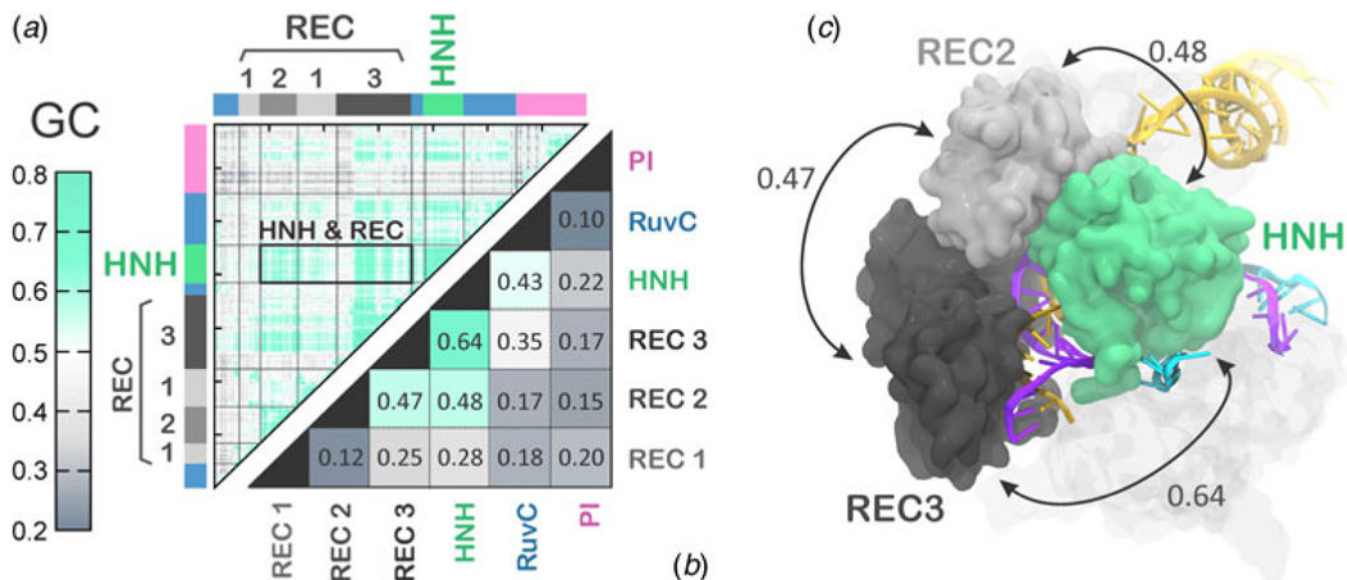 (a)
REC
HNH
1 2 1 3
GC
0.8
0.7
0.6
0.5
0.4
0.3
0.2
HNH
REC
3
1
2
1
HNH & REC
PI
0.10 RuvC
0.43 0.22 HNH
0.64 0.35 0.17 REC 3
0.47 0.48 0.17 0.15 REC 2
0.12 0.25 0.28 0.18 0.20 REC 1
REC 1 REC 2 REC 3 HNH RuvC PI
(b)
(c)
REC2
0.48
0.47
HNH
REC3
0.64